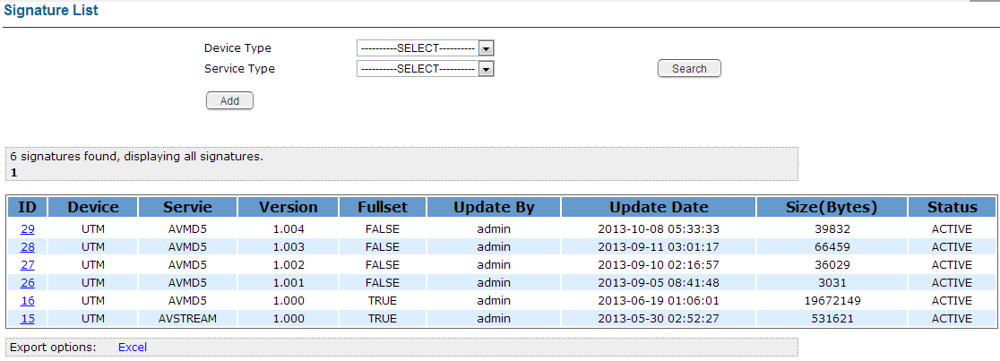 Signature List
Device Type ----------SELECT----------
Service Type ----------SELECT---------- Search
Add
6 signatures found, displaying all signatures.
1
ID Device Servie Version Fullset Update By Update Date Size(Bytes) Status
29 UTM AVMD5 1.004 FALSE admin 2013-10-08 05:33:33 39832 ACTIVE
28 UTM AVMD5 1.003 FALSE admin 2013-09-11 03:01:17 66459 ACTIVE
27 UTM AVMD5 1.002 FALSE admin 2013-09-10 02:16:57 36029 ACTIVE
26 UTM AVMD5 1.001 FALSE admin 2013-09-05 08:41:48 3031 ACTIVE
16 UTM AVMD5 1.000 TRUE admin 2013-06-19 01:06:01 19672149 ACTIVE
15 UTM AVSTREAM 1.000 TRUE admin 2013-05-30 02:52:27 531621 ACTIVE
Export options: Excel